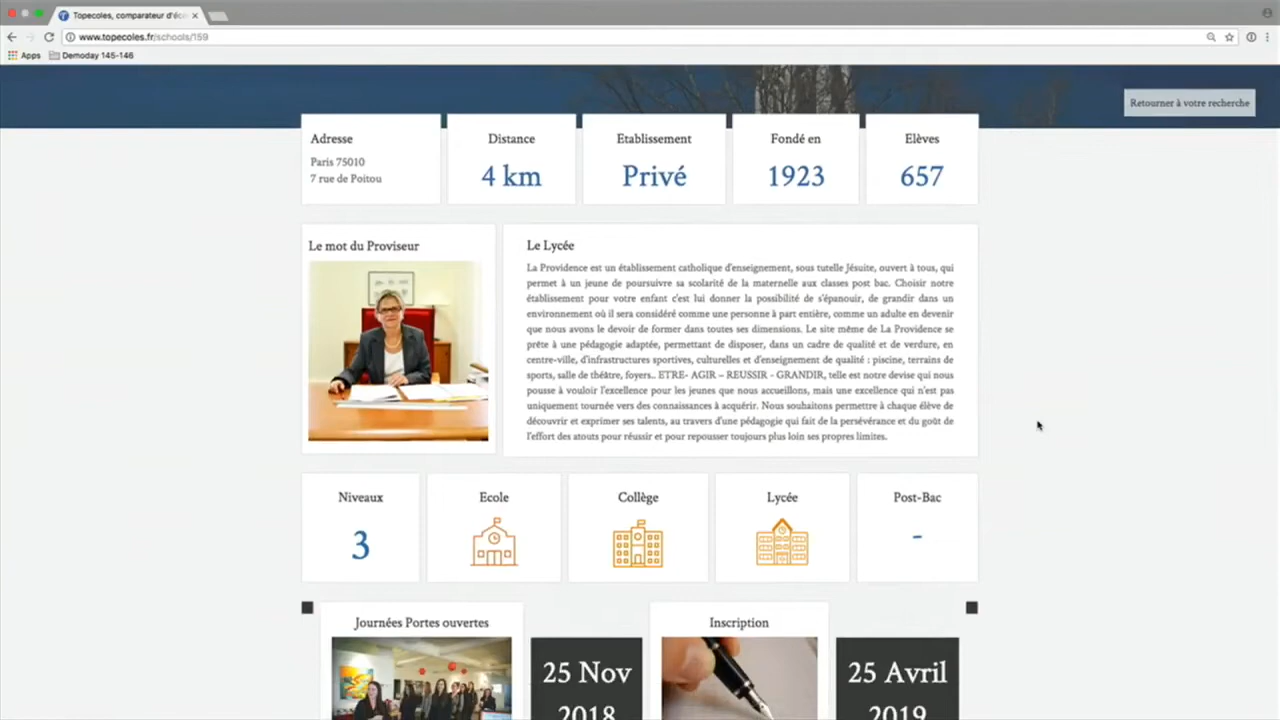 Topecoles, comparateur d'éc
www.topecoles.fr/schools/159
Apps
Demoday 145-146
Retourner à votre recherche
Adresse
Paris 75010
7 rue de Poitou
Distance
4 km
Etablissement
Privé
Fondé en
1923
Elèves
657
Le mot du Proviseur
Le Lycée
La Providence est un établissement catholique d'enseignement, sous tutelle Jésuite, ouvert à tous, qui
permet à un jeune de poursuivre sa scolarité de la maternelle aux classes post bac. Choisir notre
établissement pour votre enfant c'est lui donner la possibilité de s'épanouir, de grandir dans un
environnement où il sera considéré comme une personne à part entière, comme un adulte en devenir
que nous avons le devoir de former dans toutes ses dimensions. Le site même de La Providence se
prête à une pédagogie adaptée, permettant de disposer, dans un cadre de qualité et de verdure, en
centre-ville, d'infrastructures sportives, culturelles et d'enseignement de qualité : piscine, terrains de
sports, salle de théâtre, foyers.. ETRE- AGIR – REUSSIR - GRANDIR, telle est notre devise qui nous
pousse à vouloir l'excellence pour les jeunes que nous accueillons, mais une excellence qui n'est pas
uniquement tournée vers des connaissances à acquérir. Nous souhaitons permettre à chaque élève de
découvrir et exprimer ses talents, au travers d'une pédagogie qui fait de la persévérance et du goût de
l'effort des atouts pour réussir et pour repousser toujours plus loin ses propres limites.
Niveaux
3
Ecole
Collège
Lycée
Post-Bac
-
Journées Portes ouvertes
25 Nov
2018
Inscription
25 Avril
2019